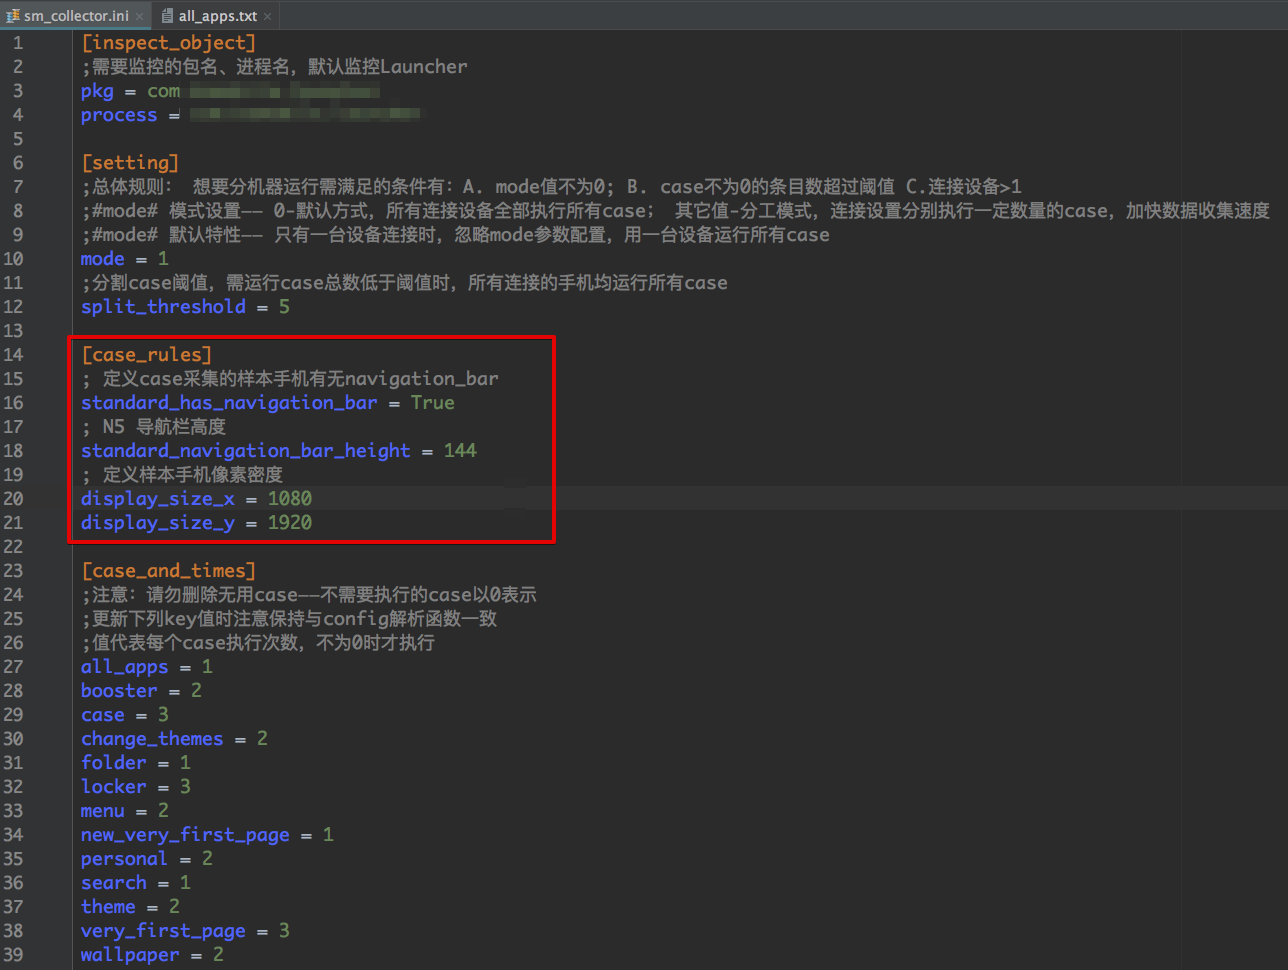 sm_collector.ini × all_apps.txt ×
1 [inspect_object]
2 ;需要监控的包名、进程名，默认监控Launcher
3 pkg = com
4 process =
5
6 [setting]
7 ;总体规则： 想要分机器运行需满足的条件有：A. mode值不为0; B. case不为0的条目数超过阈值 C.连接设备>1
8 ;#mode# 模式设置—— 0-默认方式，所有连接设备全部执行所有case； 其它值-分工模式，连接设置分别执行一定数量的case，加快数据收集速度
9 ;#mode# 默认特性—— 只有一台设备连接时，忽略mode参数配置，用一台设备运行所有case
10 mode = 1
11 ;分割case阈值，需运行case总数低于阈值时，所有连接的手机均运行所有case
12 split_threshold = 5
13
14 [case_rules]
15 ; 定义case采集的样本手机有无navigation_bar
16 standard_has_navigation_bar = True
17 ; N5 导航栏高度
18 standard_navigation_bar_height = 144
19 ; 定义样本手机像素密度
20 display_size_x = 1080
21 display_size_y = 1920
22
23 [case_and_times]
24 ;注意：请勿删除无用case——不需要执行的case以0表示
25 ;更新下列key值时注意保持与config解析函数一致
26 ;值代表每个case执行次数，不为0时才执行
27 all_apps = 1
28 booster = 2
29 case = 3
30 change_themes = 2
31 folder = 1
32 locker = 3
33 menu = 2
34 new_very_first_page = 1
35 personal = 2
36 search = 1
37 theme = 2
38 very_first_page = 3
39 wallpaper = 2